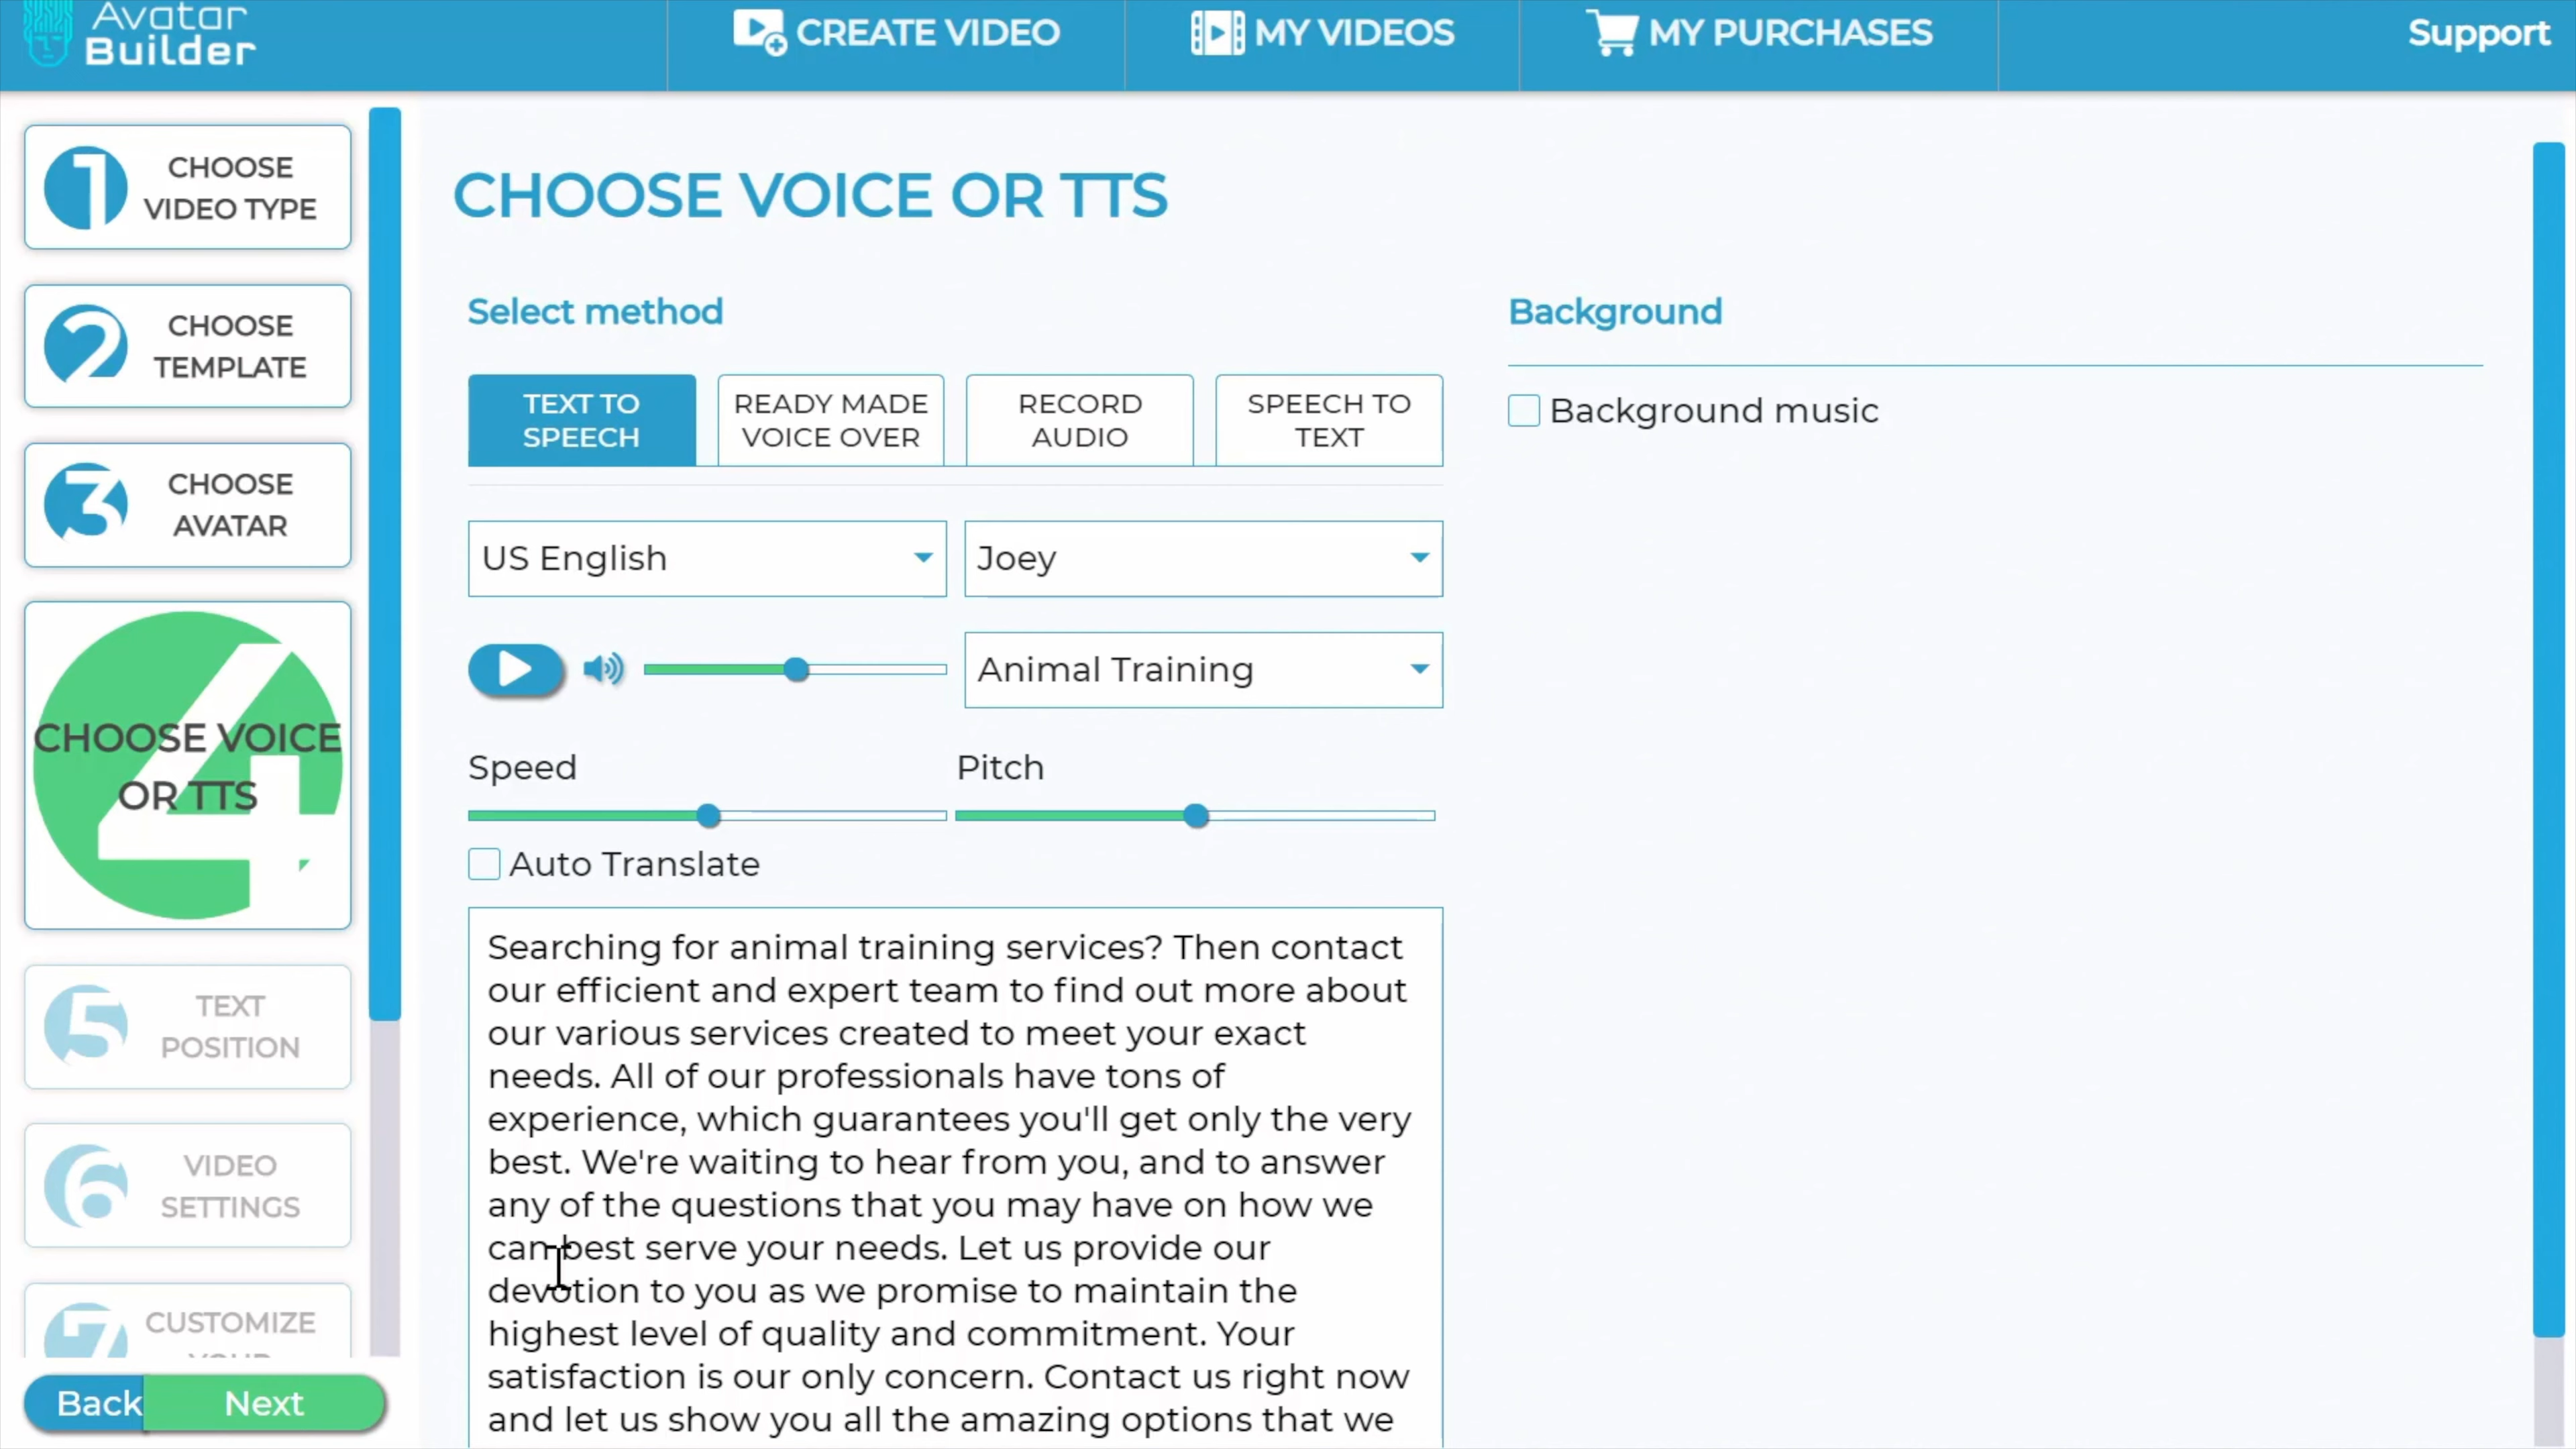 Avatar
Builder
CREATE VIDEO
MY VIDEOS
MY PURCHASES
Support
1
CHOOSE
VIDEO TYPE
2
CHOOSE
TEMPLATE
3
CHOOSE
AVATAR
4
CHOOSE VOICE
OR TTS
5
TEXT
POSITION
6
VIDEO
SETTINGS
7
CUSTOMIZE
YOUR
Back
Next
CHOOSE VOICE OR TTS
Select method
TEXT TO
SPEECH
READY MADE
VOICE OVER
RECORD
AUDIO
SPEECH TO
TEXT
US English
Joey
Animal Training
Speed
Pitch
Auto Translate
Searching for animal training services? Then contact
our efficient and expert team to find out more about
our various services created to meet your exact
needs. All of our professionals have tons of
experience, which guarantees you'll get only the very
best. We're waiting to hear from you, and to answer
any of the questions that you may have on how we
can best serve your needs. Let us provide our
devotion to you as we promise to maintain the
highest level of quality and commitment. Your
satisfaction is our only concern. Contact us right now
and let us show you all the amazing options that we
Background
Background music